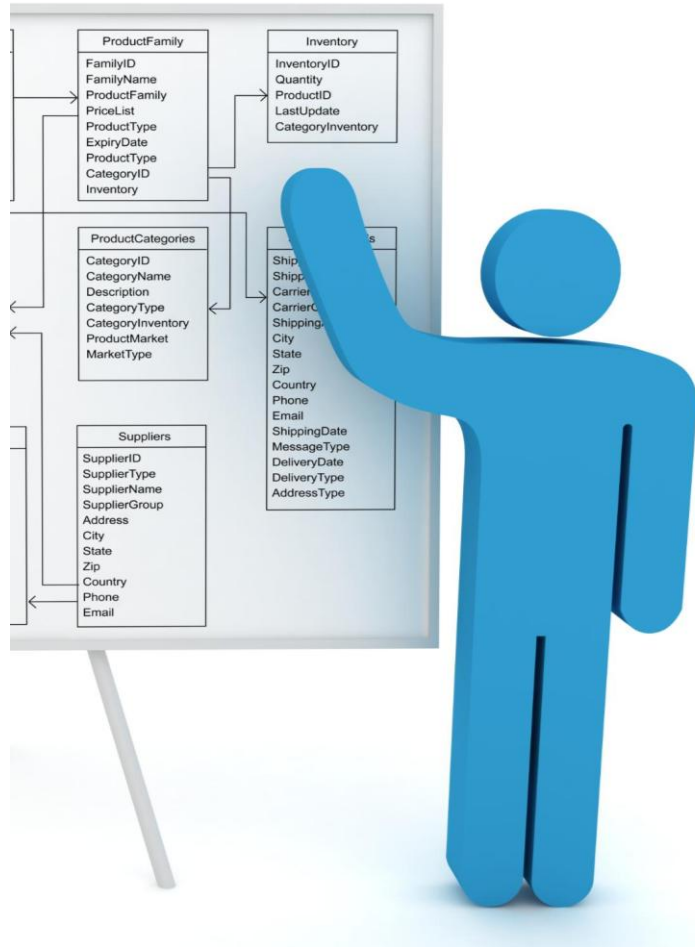 ProductFamily
FamilyID
FamilyName
ProductFamily
PriceList
ProductType
ExpiryDate
ProductType
CategoryID
Inventory
Inventory
InventoryID
Quantity
ProductID
LastUpdate
CategoryInventory
ProductCategories
CategoryID
CategoryName
Description
CategoryType
CategoryInventory
ProductMarket
MarketType
City
State
Zip
Country
Phone
Email
ShippingDate
MessageType
DeliveryDate
DeliveryType
AddressType
Suppliers
SupplierID
SupplierType
SupplierName
SupplierGroup
Address
City
State
Zip
Country
Phone
Email